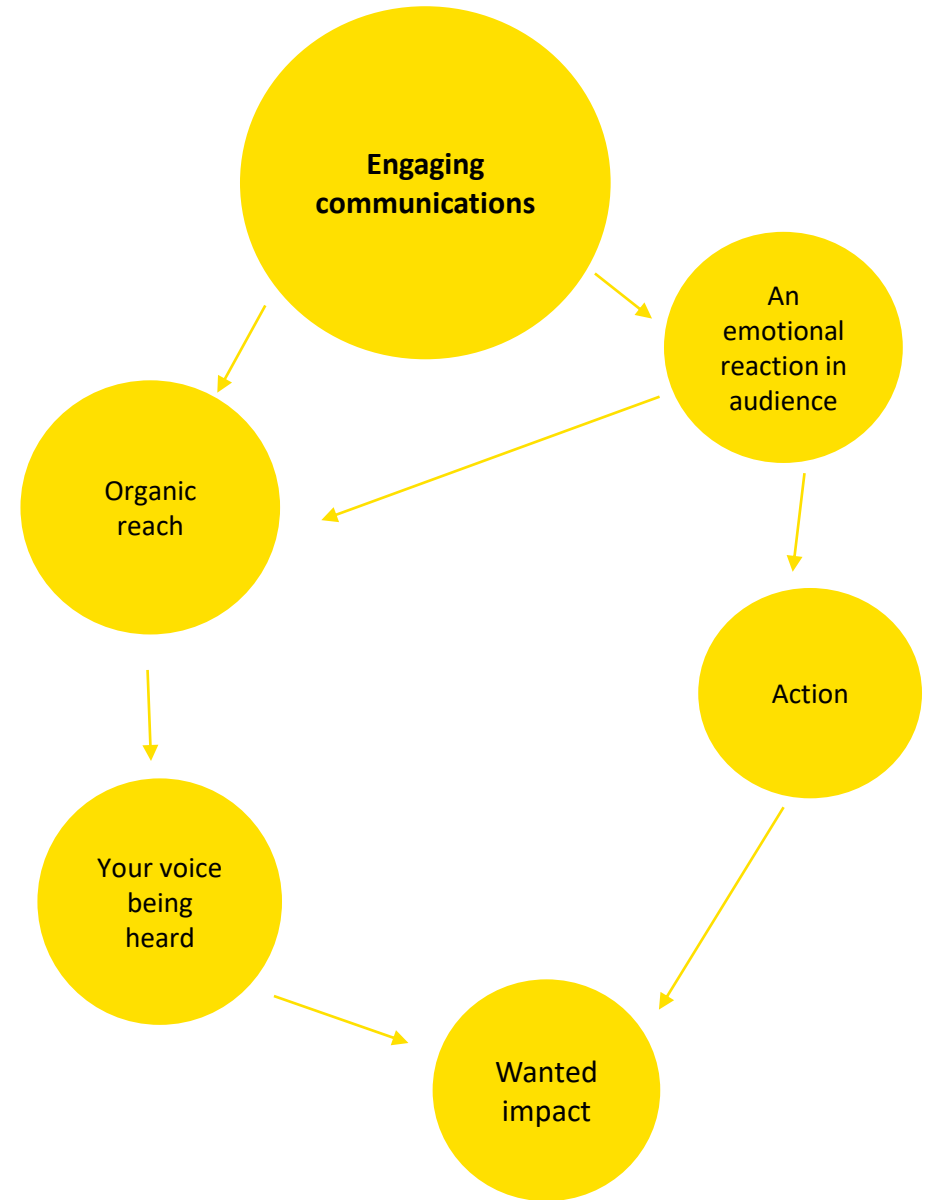 Engaging
communications
An
emotional
reaction in
audience
Organic
reach
Action
Your voice
being
heard
Wanted
impact